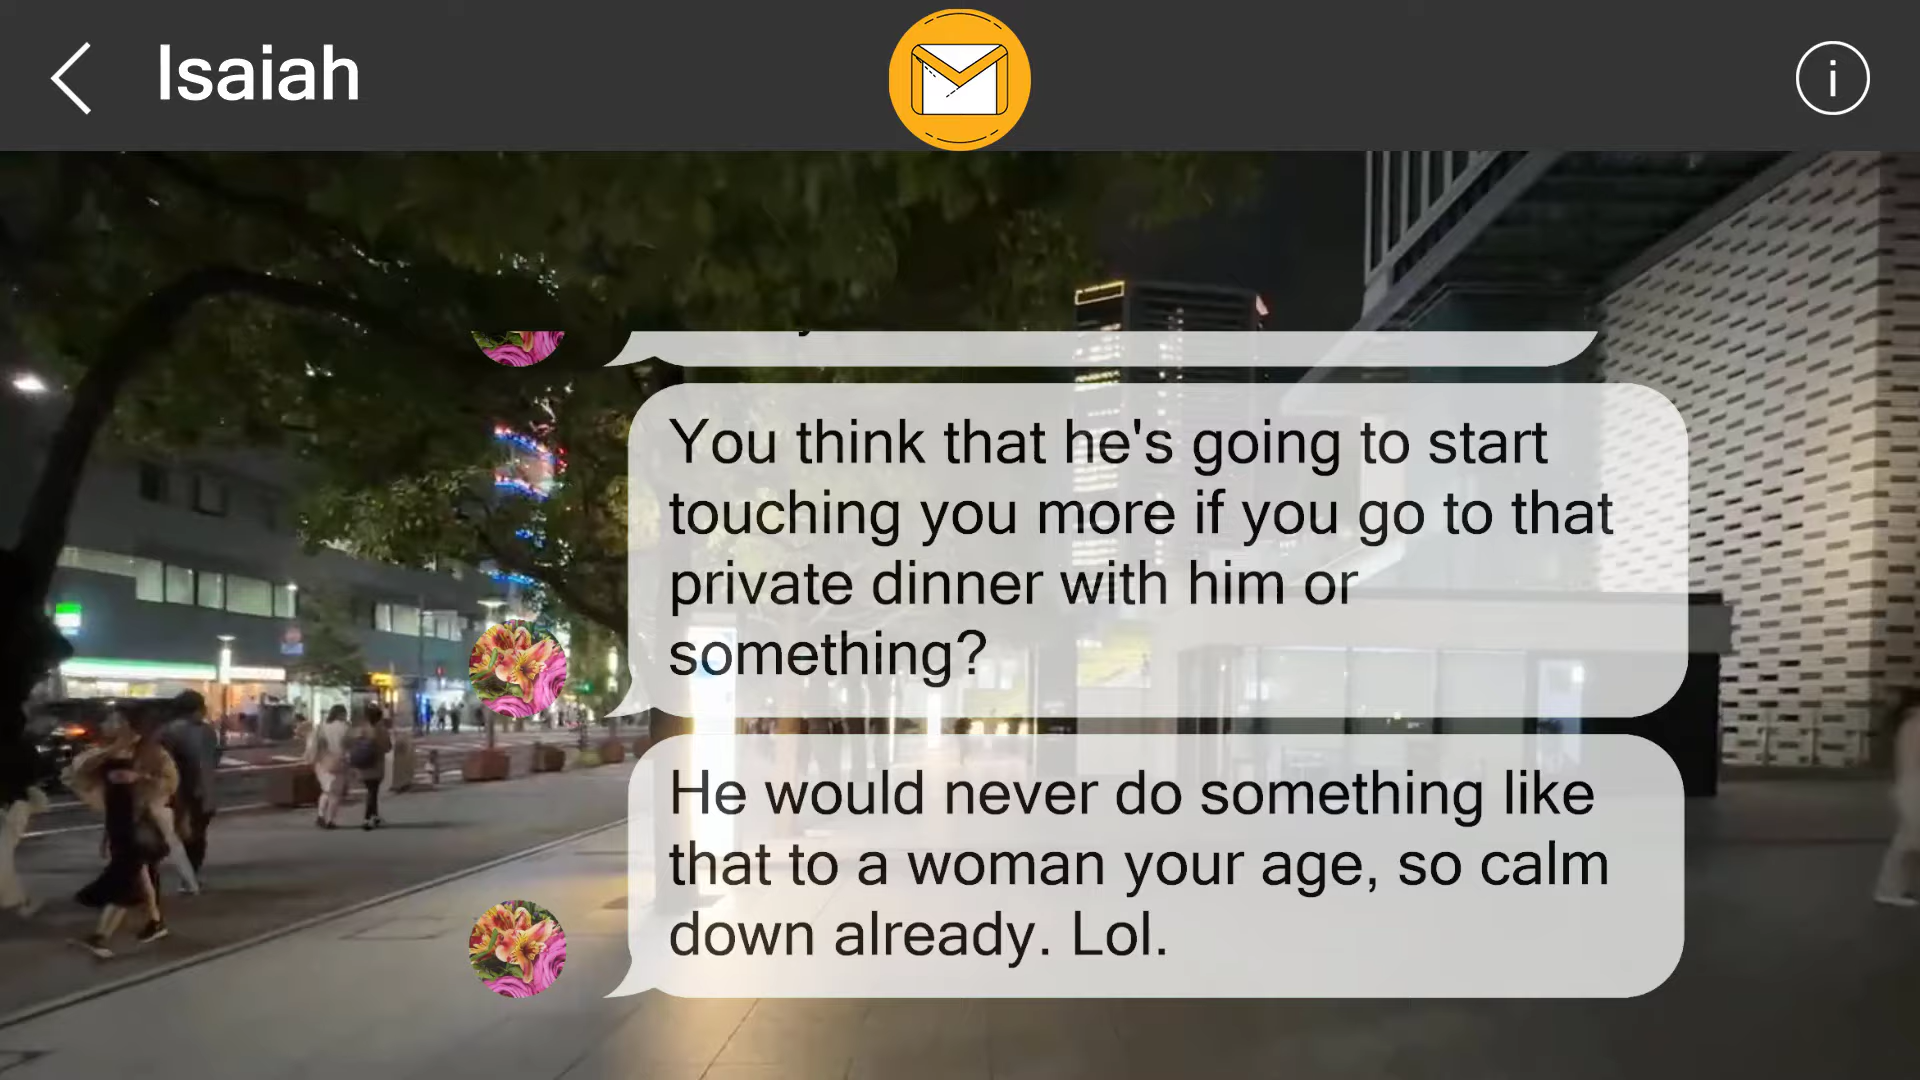 Isaiah
You think that he's going to start
touching you more if you go to that
private dinner with him or
something?
He would never do something like
that to a woman your age, so calm
down already. Lol.